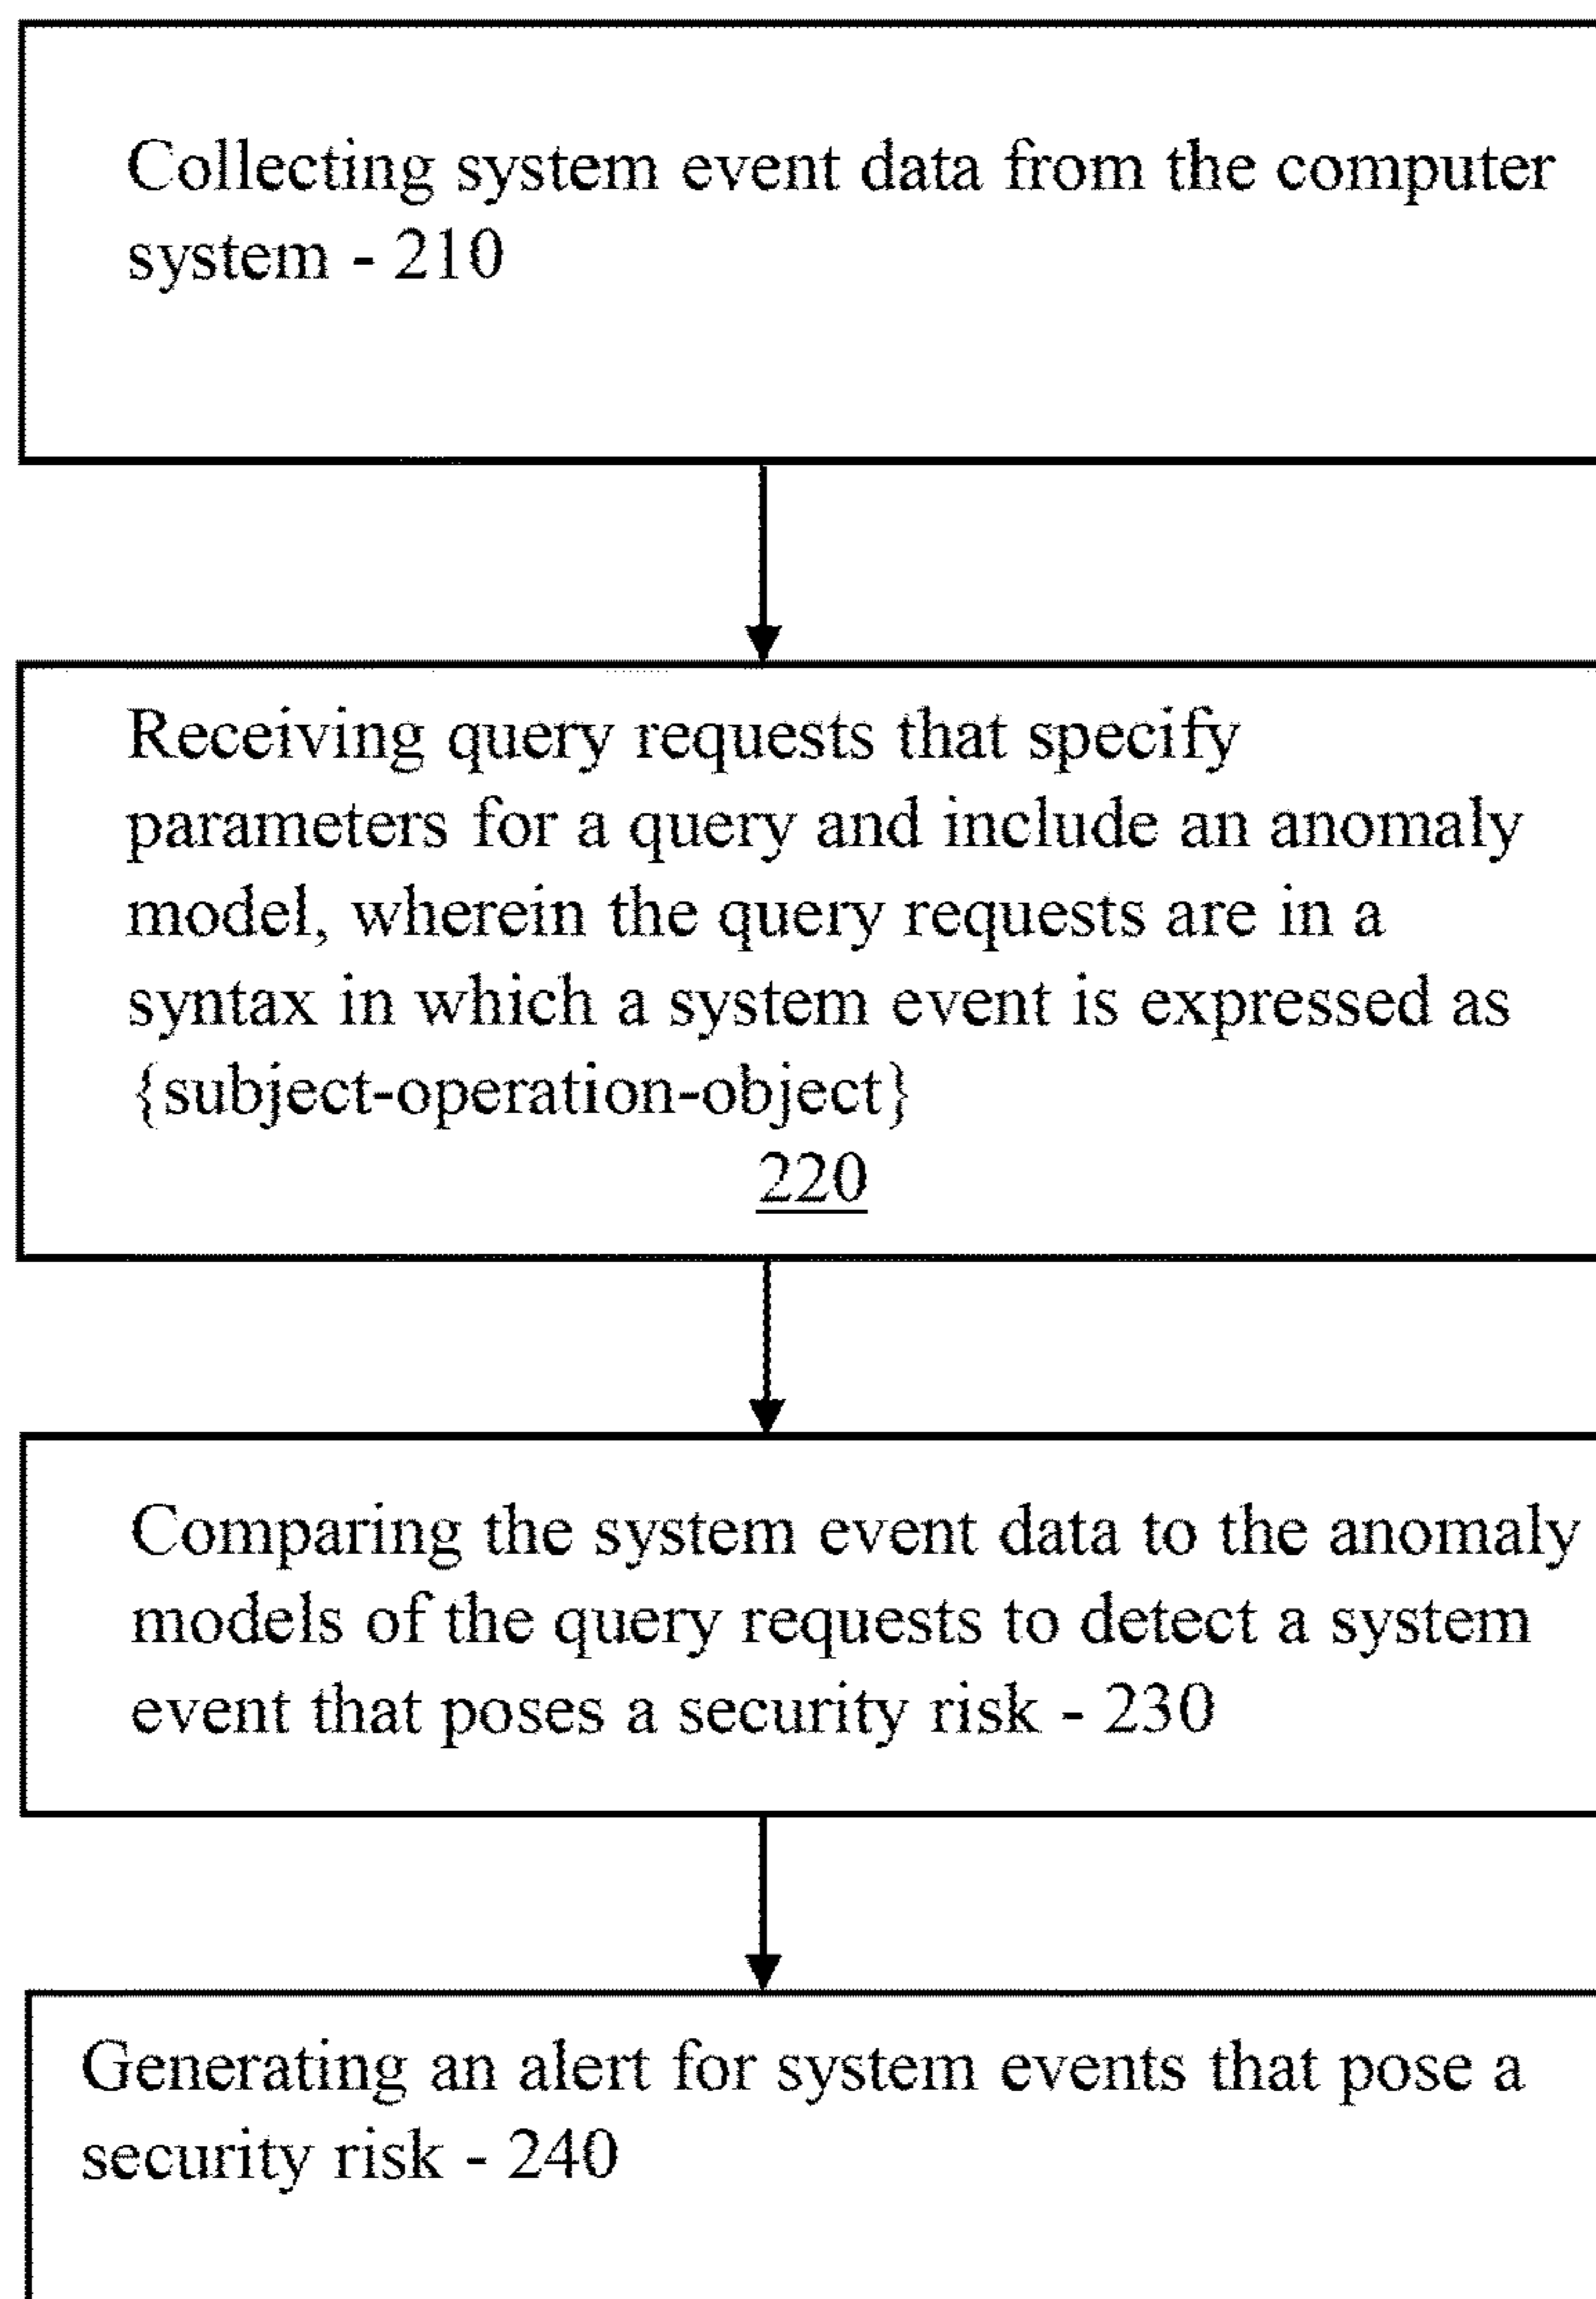 Collecting system event data from the computer
system - 210
Receiving query requests that specify
parameters for a query and include an anomaly
model, wherein the query requests are in a
syntax in which a system event is expressed as
{subject-operation-object}
220
Comparing the system event data to the anomaly
models of the query requests to detect a system
event that poses a security risk - 230
Generating an alert for system events that pose a
security risk - 240